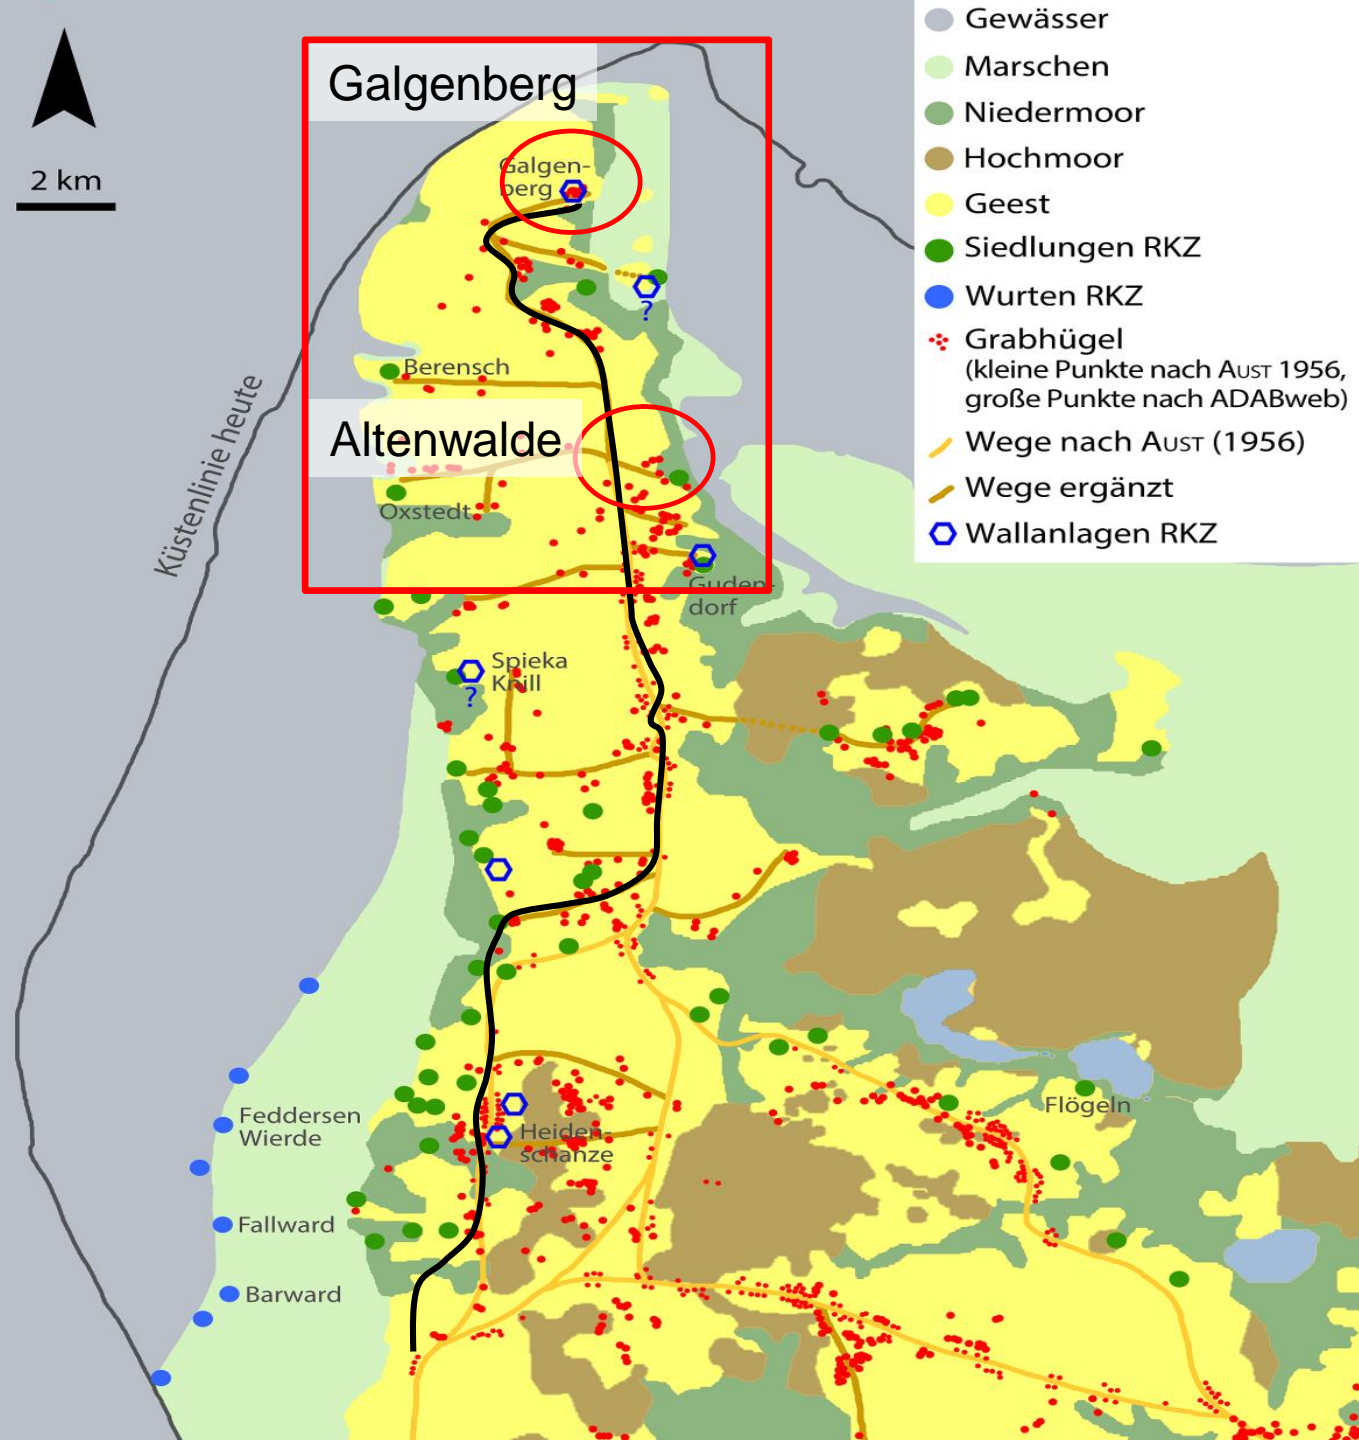 Gewässer
Marschen
Niedermoor
Hochmoor
Geest
Siedlungen RKZ
Wurten RKZ
Grabhügel
(kleine Punkte nach Aust 1956,
große Punkte nach ADABweb)
Wege nach Aust (1956)
Wege ergänzt
Wallanlagen RKZ
2 km
Galgenberg
Galgen-
berg
?
Berensch
Küstenlinie heute
Altenwalde
Oxstedt
Guden-
dorf
Spieka
Knill
?
Feddersen
Wierde
Heiden-
schanze
Flögeln
Fallward
Barward